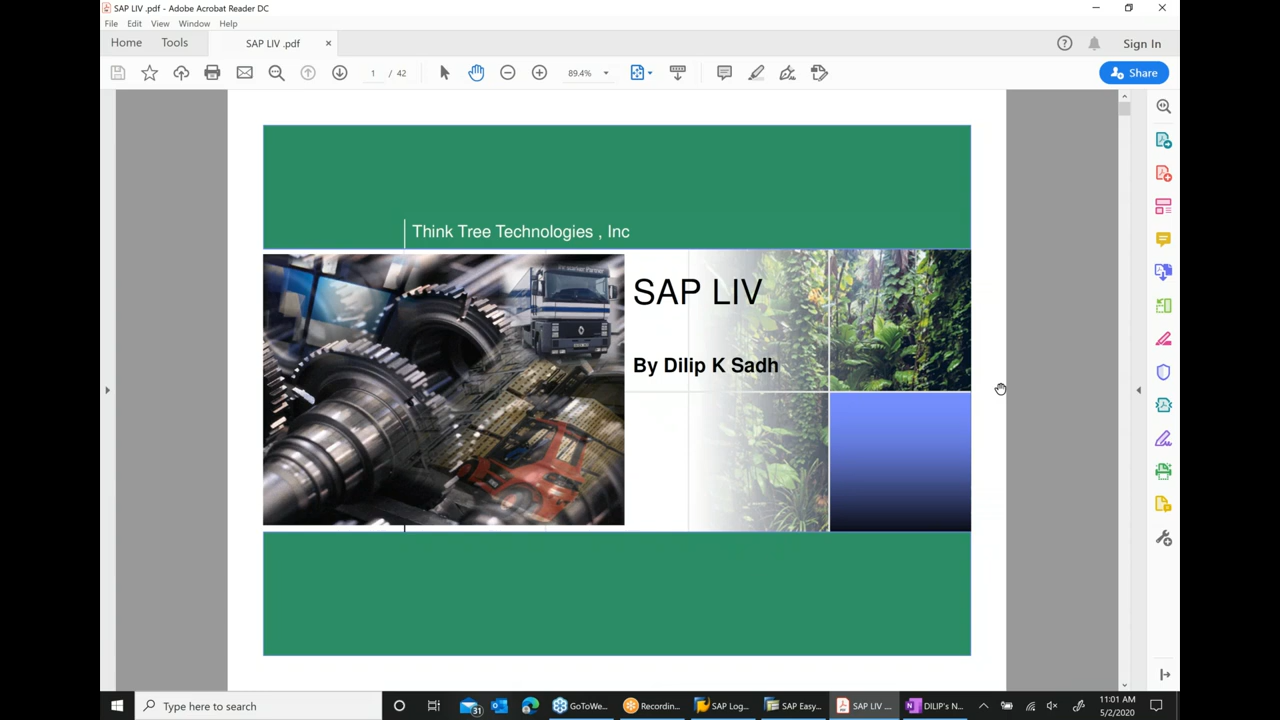 SAP LIV .pdf - Adobe Acrobat Reader DC
File Edit View Window Help
Home Tools SAP LIV .pdf × Sign In
1 / 42 89.4% Share
Think Tree Technologies , Inc
SAP LIV
By Dilip K Sadh
Type here to search 31 GoToWe... Recordin... SAP Log... SAP Easy... SAP LIV ... DILIP's N...
11:01 AM
5/2/2020